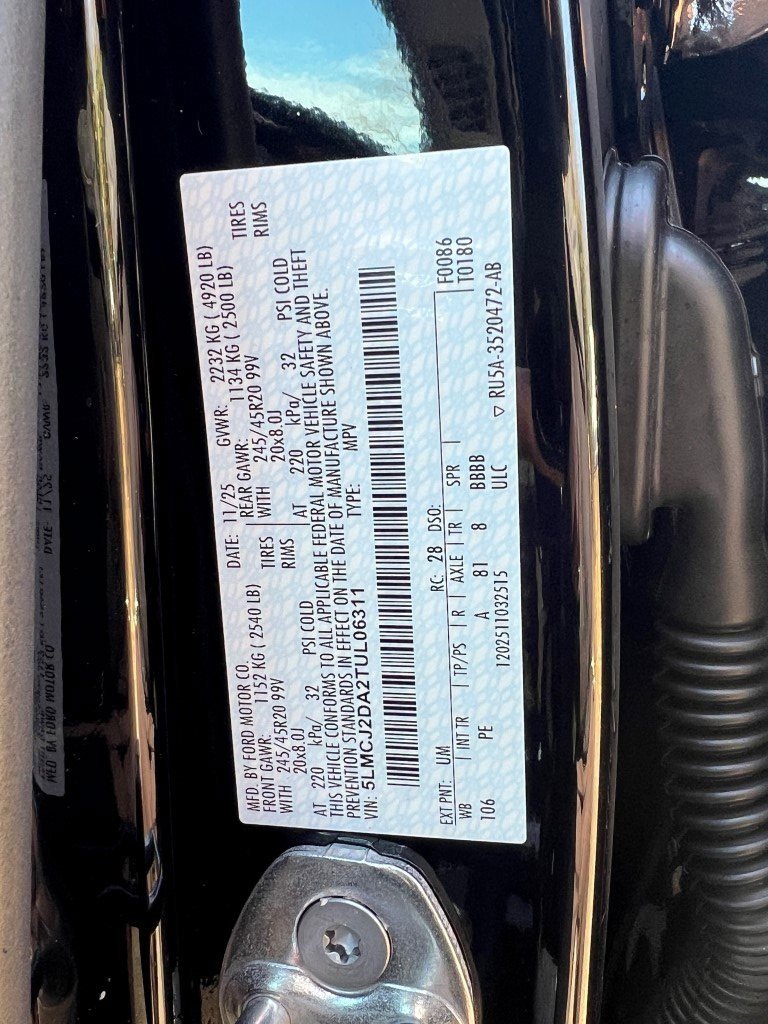 MFD. BY FORD MOTOR CO. DATE: 11/25 GVWR: 2232 KG ( 4920 LB)
FRONT GAWR: 1152 KG ( 2540 LB) REAR GAWR: 1134 KG ( 2500 LB)
WITH 245/45R20 99V TIRES WITH 245/45R20 99V TIRES
20x8.0J RIMS 20x8.0J RIMS
AT 220 kPa/ 32 PSI COLD AT 220 kPa/ 32 PSI COLD
THIS VEHICLE CONFORMS TO ALL APPLICABLE FEDERAL MOTOR VEHICLE SAFETY AND THEFT
PREVENTION STANDARDS IN EFFECT ON THE DATE OF MANUFACTURE SHOWN ABOVE.
VIN: 5LMCJ2DA2TUL06311 TYPE: MPV
EXT PNT: UM RC: 28 DSO: F0086
WB INT TR TP/PS R AXLE TR SPR T0180
106 PE A 81 8 BBBB
1202511032515 ULC ▽ RU5A-3520472-AB